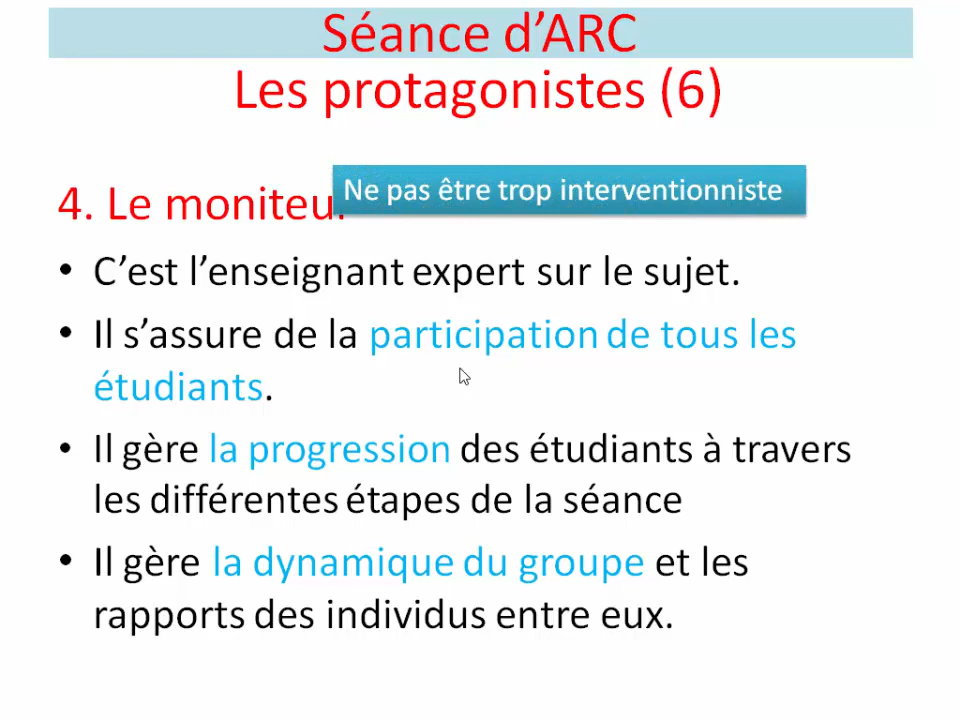 Séance d’ARC
Les protagonistes (6)
Ne pas être trop interventionniste
4. Le moniteur
• C’est l’enseignant expert sur le sujet.
• Il s’assure de la participation de tous les
étudiants.
• Il gère la progression des étudiants à travers
les différentes étapes de la séance
• Il gère la dynamique du groupe et les
rapports des individus entre eux.